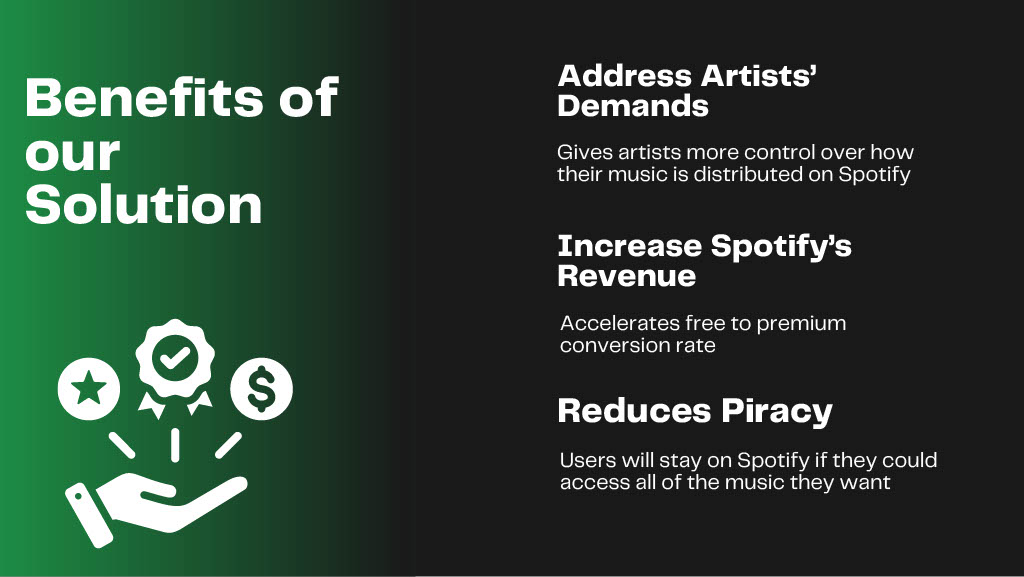 Benefits of
our
Solution
Address Artists’
Demands
Gives artists more control over how
their music is distributed on Spotify
Increase Spotify’s
Revenue
Accelerates free to premium
conversion rate
Reduces Piracy
Users will stay on Spotify if they could
access all of the music they want